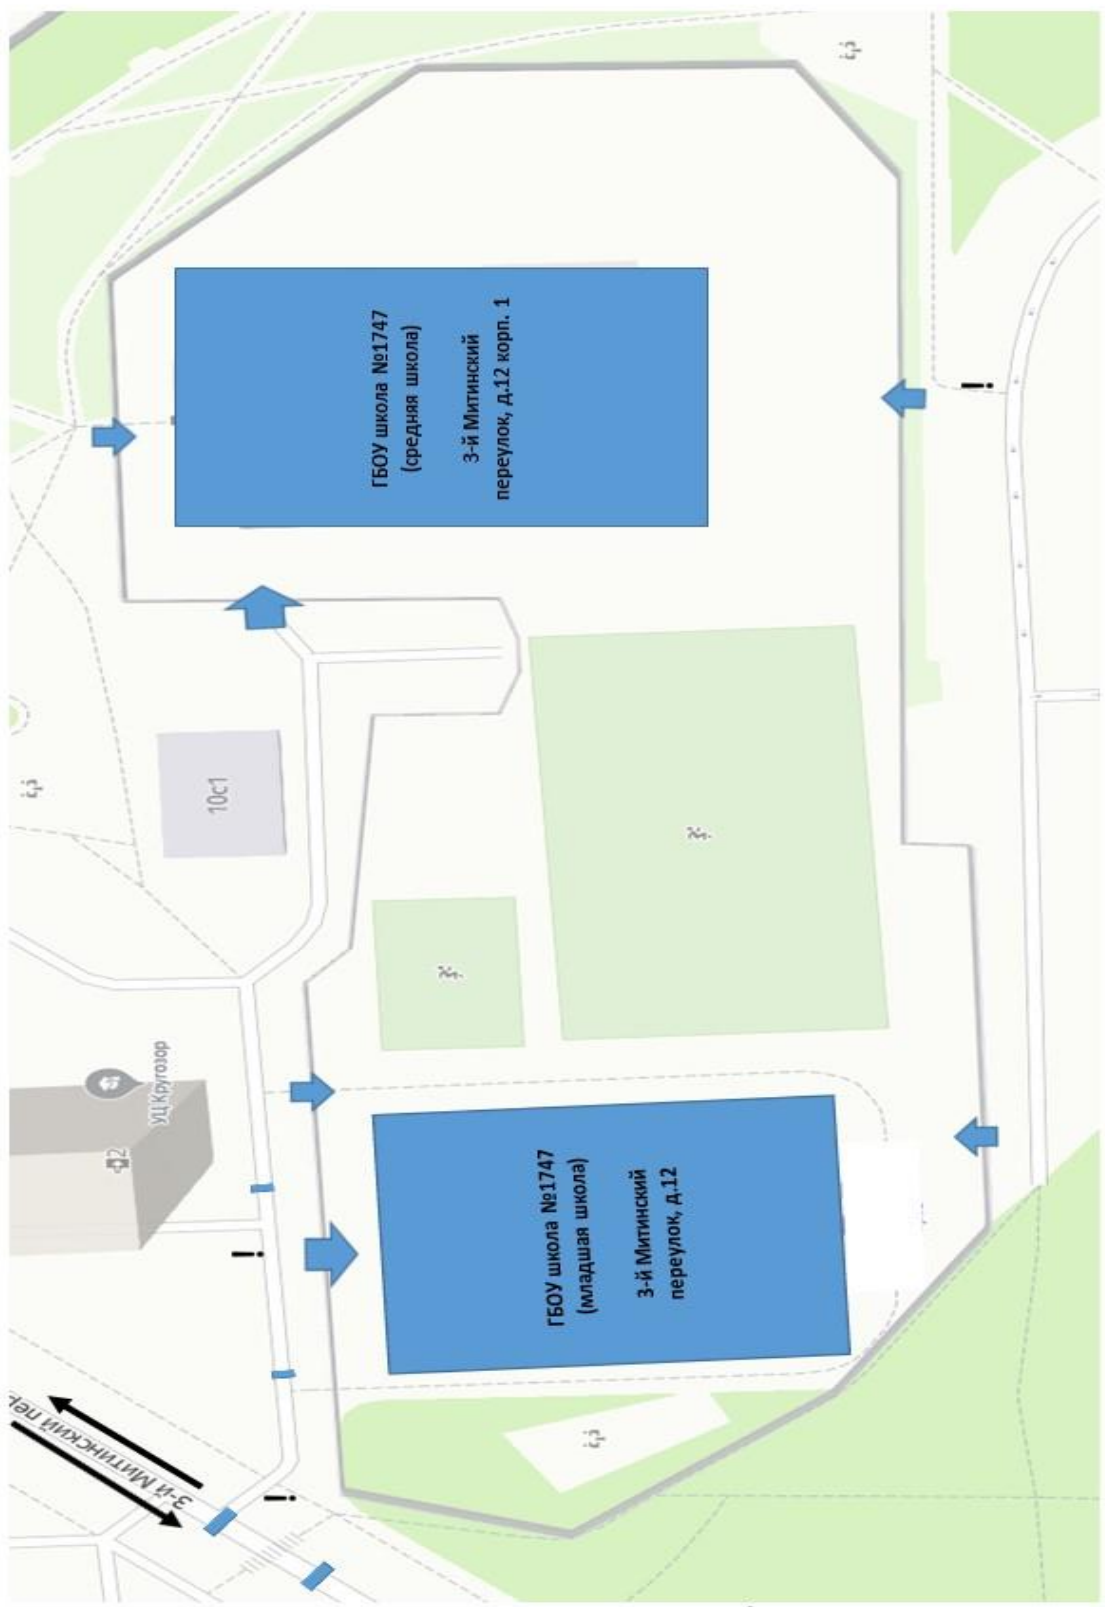 ГБОУ школа №1747
(средняя школа)
3-й Митинский
переулок, д.12 корп. 1
10с1
УЦ Кругозор
2
ГБОУ школа №1747
(младшая школа)
3-й Митинский
переулок, д.12
3-й Митинский пер
!
!
!